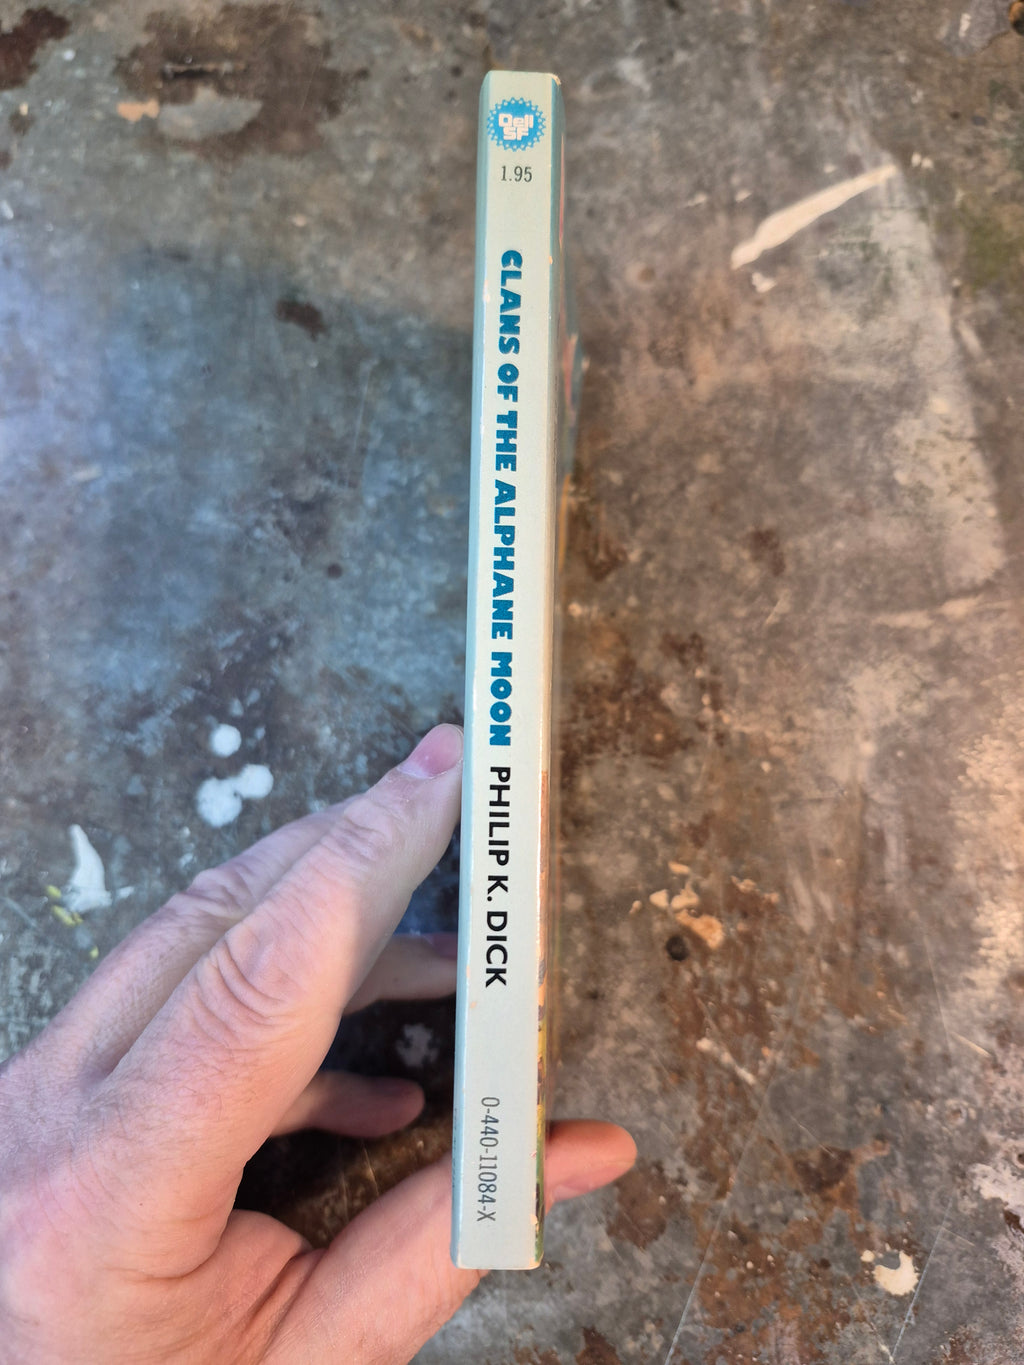 Dell
SF
1.95
CLANS OF THE ALPHANE MOON PHILIP K. DICK
0-440-11084-X